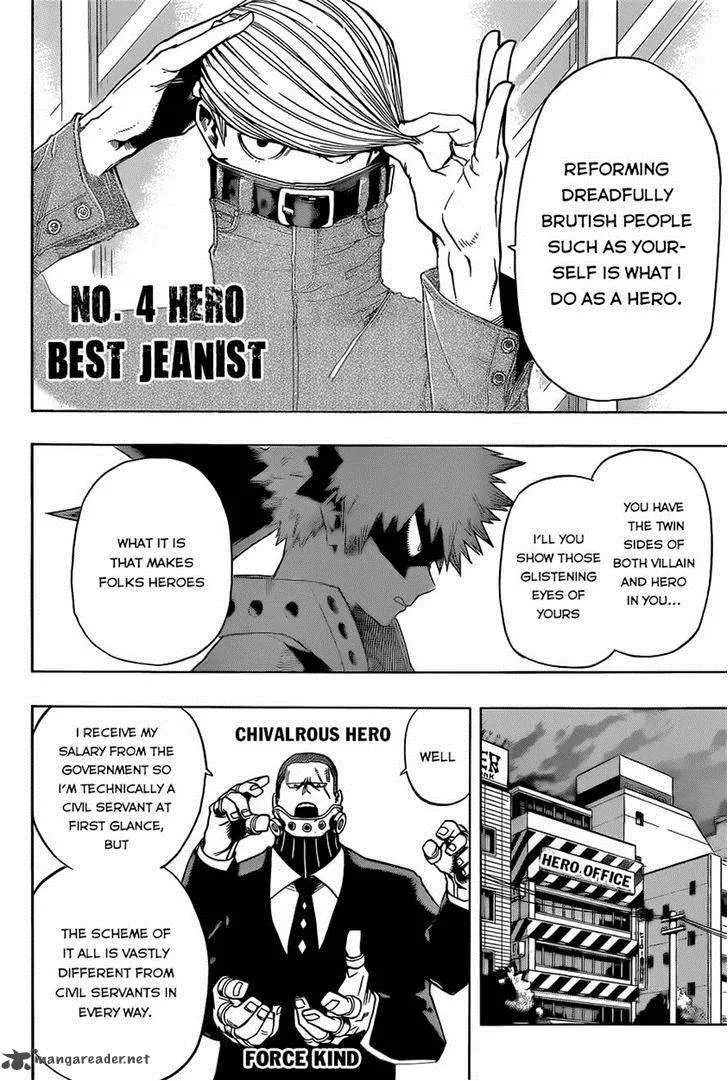 REFORMING
DREADFULLY
BRUTISH PEOPLE
SUCH AS YOUR-
SELF IS WHAT I
DO AS A HERO.
NO. 4 HERO
BEST JEANIST
YOU HAVE
THE TWIN
SIDES OF
BOTH VILLAIN
AND HERO
IN YOU...
I'LL YOU
SHOW THOSE
GLISTENING
EYES OF
YOURS
WHAT IT IS
THAT MAKES
FOLKS HEROES
HERO OFFICE
WELL
CHIVALROUS HERO
FORCE KIND
I RECEIVE MY
SALARY FROM THE
GOVERNMENT SO
I'M TECHNICALLY A
CIVIL SERVANT AT
FIRST GLANCE,
BUT
THE SCHEME OF
IT ALL IS VASTLY
DIFFERENT FROM
CIVIL SERVANTS IN
EVERY WAY.
mangareader.net